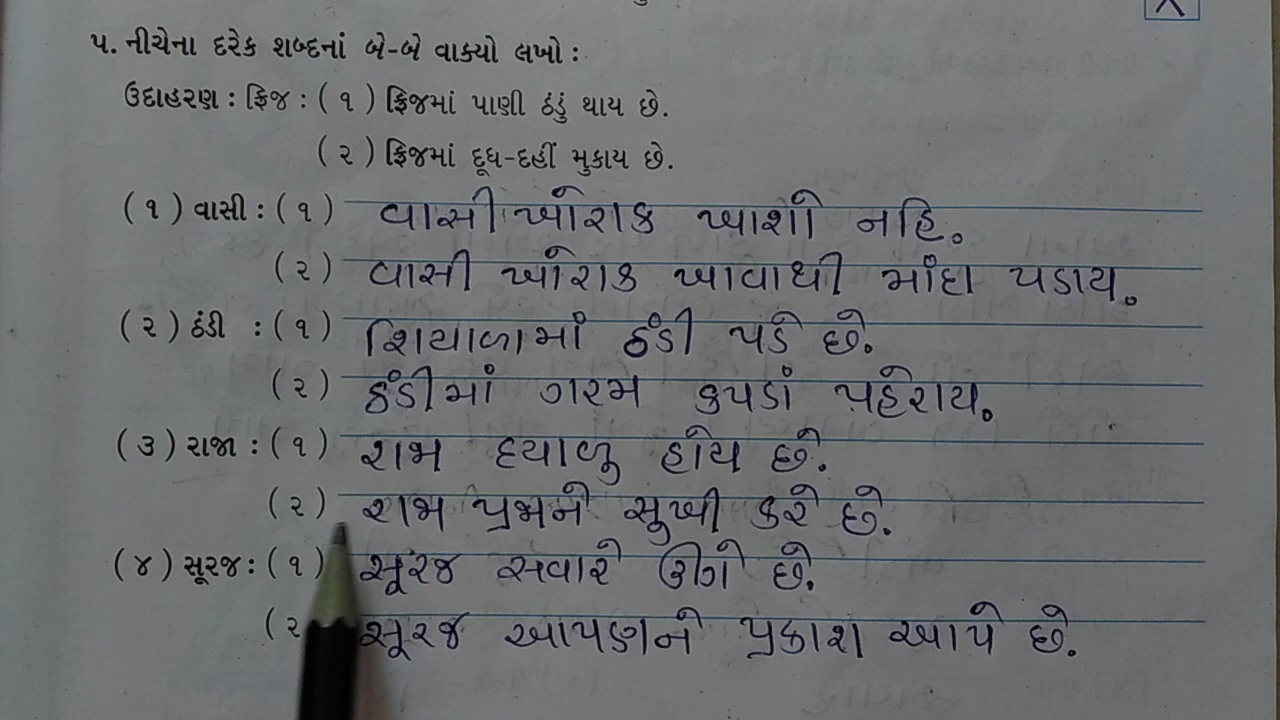 ૫. નીચેના દરેક શબ્દનાં બે-બે વાક્યો લખો :
ઉદાહરણ : ફ્રિજ : ( ૧ ) ફ્રિજમાં પાણી ઠંડું થાય છે.
( ૨ ) ફ્રિજમાં દૂધ-દહીં મુકાય છે.
( ૧ ) વાસી : ( ૧ ) વાસી ખોરાક ખાશો નહિ.
( ૨ ) વાસી ખોરાક ખાવાથી માંદા પડાય.
( ૨ ) ઠંડી : ( ૧ ) શિયાળામાં ઠંડી પડે છે.
( ૨ ) ઠંડીમાં ગરમ કપડાં પહેરાય.
( ૩ ) રાજા : ( ૧ ) રાજા દયાળુ હોય છે.
( ૨ ) રાજા પ્રજાને સુખી કરે છે.
( ૪ ) સૂરજ : ( ૧ ) સૂરજ સવારે ઊગે છે.
( ૨ સૂરજ આપણને પ્રકાશ આપે છે.